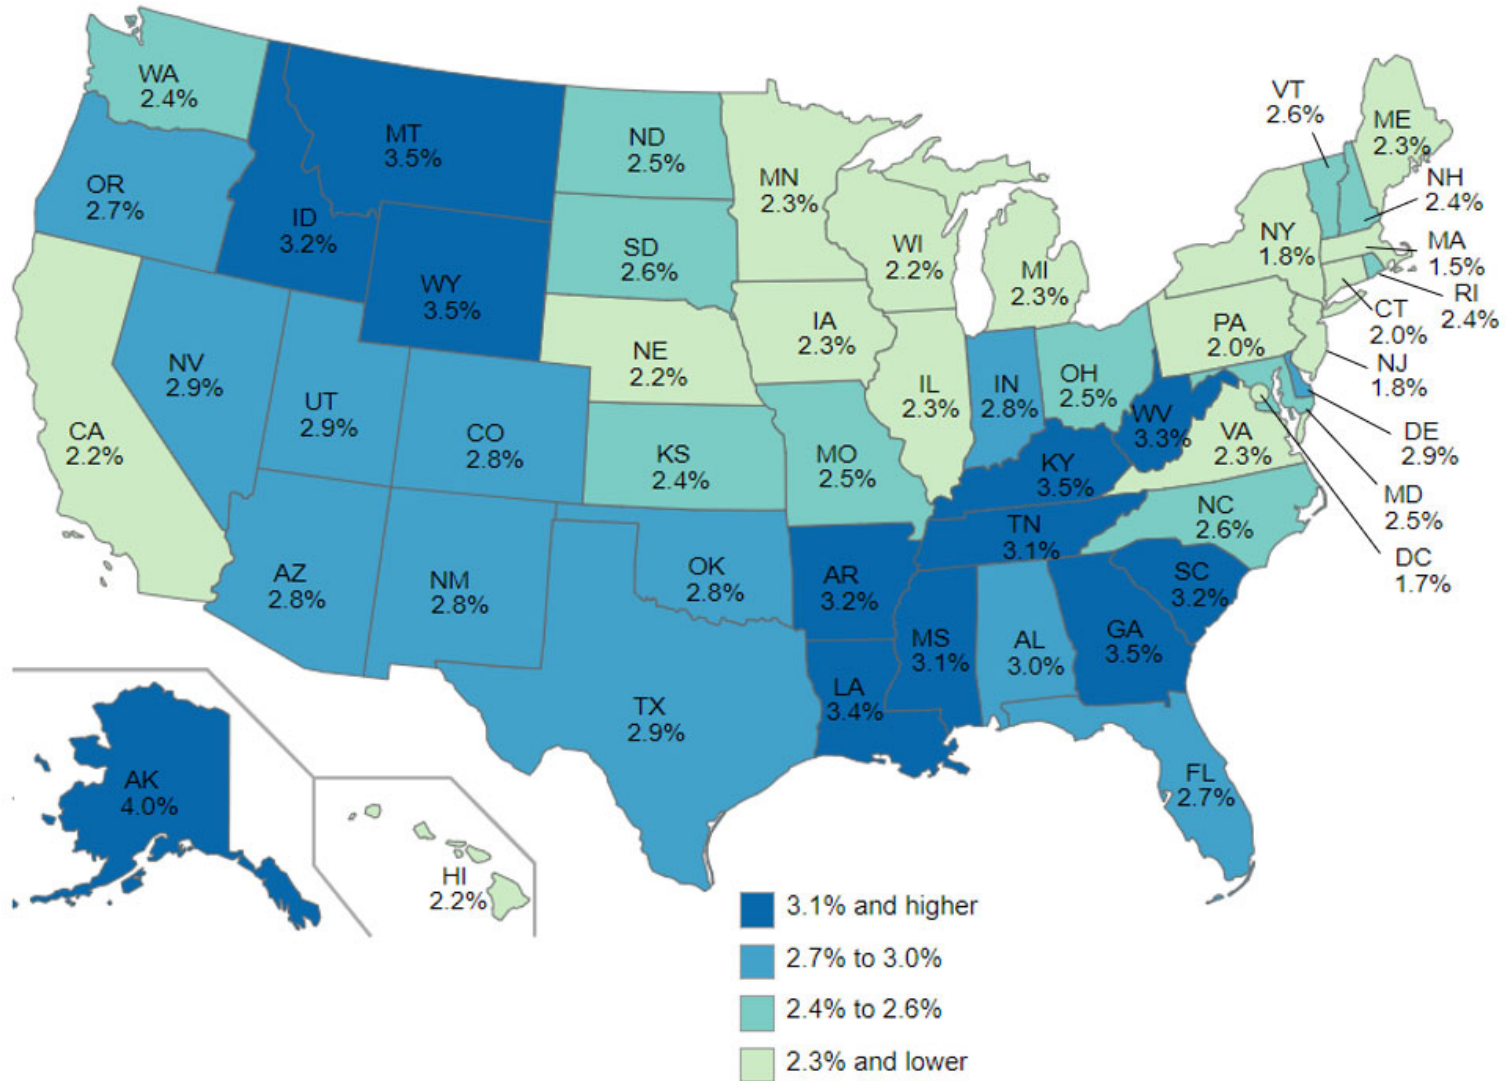 WA
2.4%
OR
2.7%
CA
2.2%
ID
3.2%
MT
3.5%
WY
3.5%
NV
2.9%
UT
2.9%
CO
2.8%
AZ
2.8%
NM
2.8%
ND
2.5%
SD
2.6%
NE
2.2%
KS
2.4%
OK
2.8%
TX
2.9%
MN
2.3%
IA
2.3%
MO
2.5%
AR
3.2%
LA
3.4%
WI
2.2%
IL
2.3%
MI
2.3%
IN
2.8%
OH
2.5%
KY
3.5%
TN
3.1%
MS
3.1%
AL
3.0%
GA
3.5%
FL
2.7%
SC
3.2%
NC
2.6%
VA
2.3%
WV
3.3%
PA
2.0%
NY
1.8%
VT
2.6%
ME
2.3%
NH
2.4%
MA
1.5%
RI
2.4%
CT
2.0%
NJ
1.8%
DE
2.9%
MD
2.5%
DC
1.7%
AK
4.0%
HI
2.2%
3.1% and higher
2.7% to 3.0%
2.4% to 2.6%
2.3% and lower